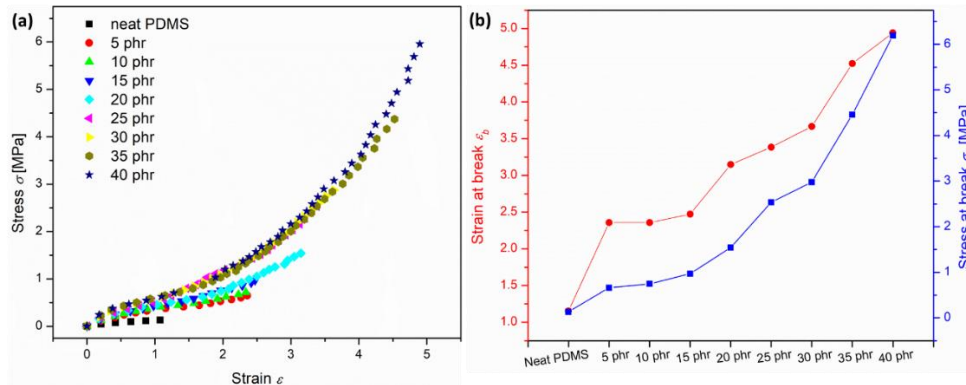 (a)
neat PDMS
5 phr
10 phr
15 phr
20 phr
25 phr
30 phr
35 phr
40 phr
Stress σ [MPa]
6
5
4
3
2
1
0
0
1
2
3
4
5
Strain ε
(b)
Strain at break ε_b
5.0
4.5
4.0
3.5
3.0
2.5
2.0
1.5
1.0
Neat PDMS
5 phr
10 phr
15 phr
20 phr
25 phr
30 phr
35 phr
40 phr
6
5
4
3
2
1
0
Stress at break σ [MPa]